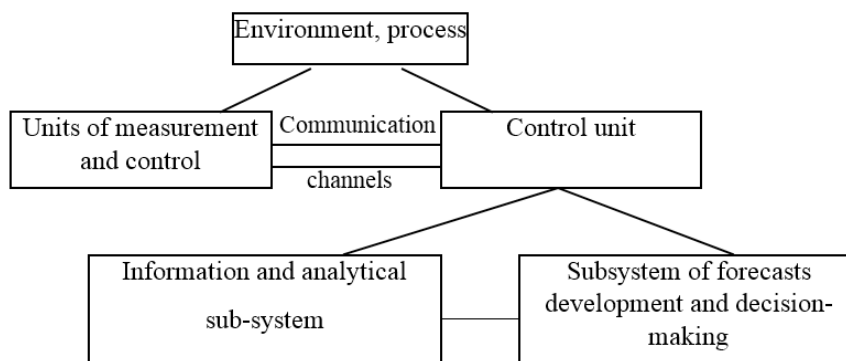 Environment, process
Units of measurement
and control
Communication
channels
Control unit
Information and analytical
sub-system
Subsystem of forecasts
development and decision-
making